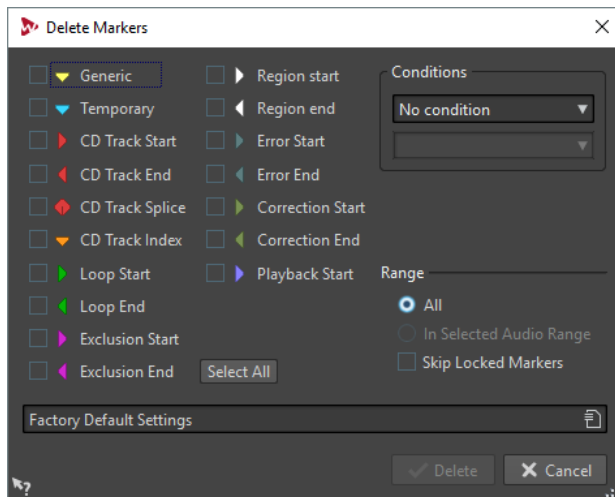 Delete Markers
Generic
Temporary
CD Track Start
CD Track End
CD Track Splice
CD Track Index
Loop Start
Loop End
Exclusion Start
Exclusion End
Region start
Region end
Error Start
Error End
Correction Start
Correction End
Playback Start
Select All
Conditions
No condition
Range
All
In Selected Audio Range
Skip Locked Markers
Factory Default Settings
Delete
Cancel
?